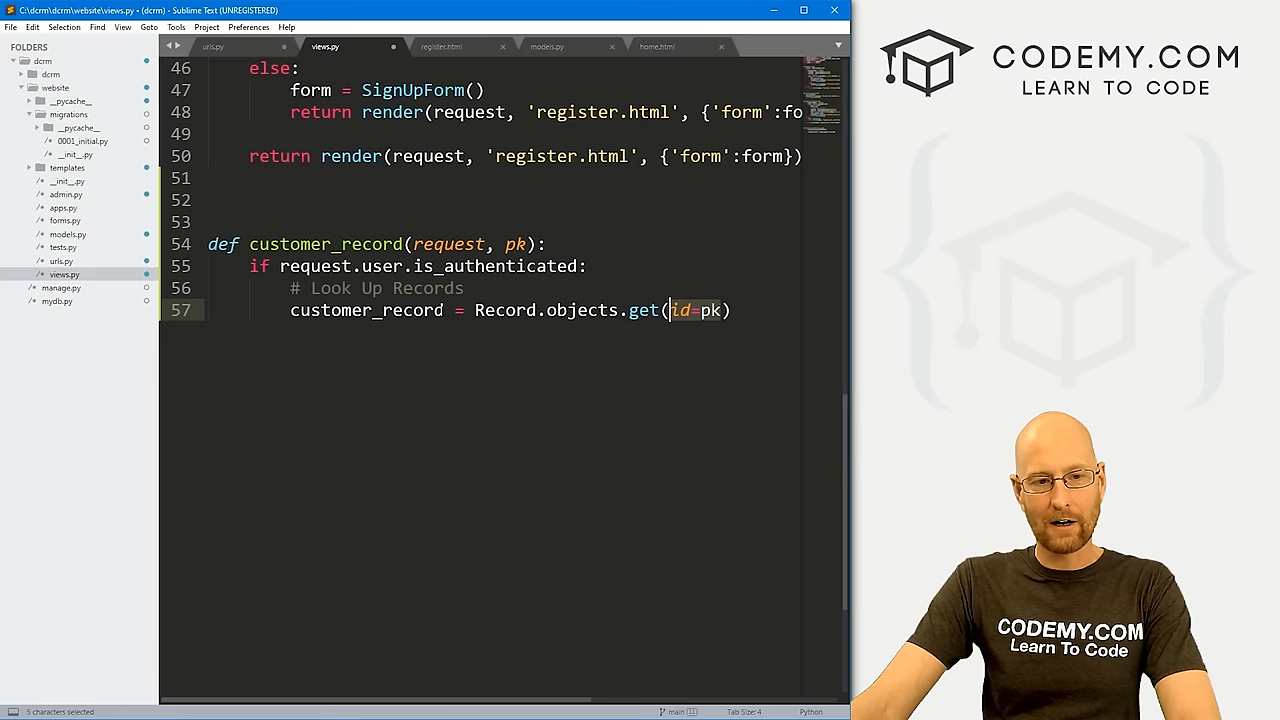 C:\dcrm\dcrm\website\views.py • (dcrm) - Sublime Text (UNREGISTERED)
File Edit Selection Find View Goto Tools Project Preferences Help
FOLDERS
dcrm
dcrm
website
__pycache__
migrations
__pycache__
0001_initial.py
__init__.py
templates
__init__.py
admin.py
apps.py
forms.py
models.py
tests.py
urls.py
views.py
manage.py
mydb.py
urls.py views.py register.html models.py home.html
46 else:
47 form = SignUpForm()
48 return render(request, 'register.html', {'form':fo
49
50 return render(request, 'register.html', {'form':form})
51
52
53
54 def customer_record(request, pk):
55 if request.user.is_authenticated:
56 # Look Up Records
57 customer_record = Record.objects.get(id=pk)
5 characters selected
main 11
Tab Size: 4
Python
CODEMY.COM
LEARN TO CODE
CODEMY.COM
Learn To Code